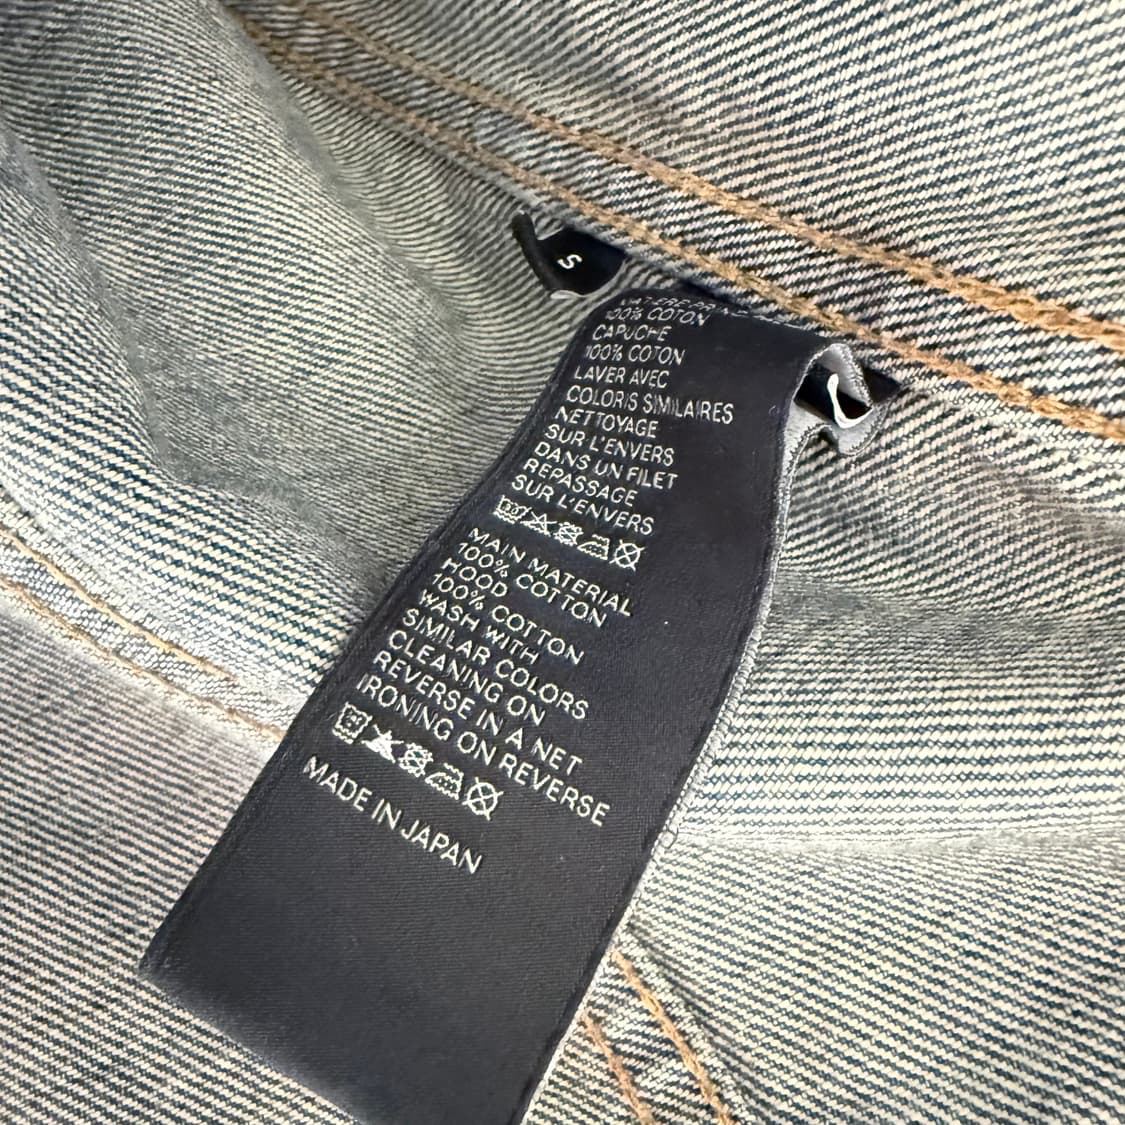 S
100% COTON
CAPUCHE
100% COTON
LAVER AVEC
COLORIS SIMILAIRES
NETTOYAGE
SUR L'ENVERS
DANS UN FILET
REPASSAGE
SUR L'ENVERS
MAIN MATERIAL
100% COTTON
HOOD
100% COTTON
WASH WITH
SIMILAR COLORS
CLEANING ON
REVERSE IN A NET
IRONING ON REVERSE
MADE IN JAPAN